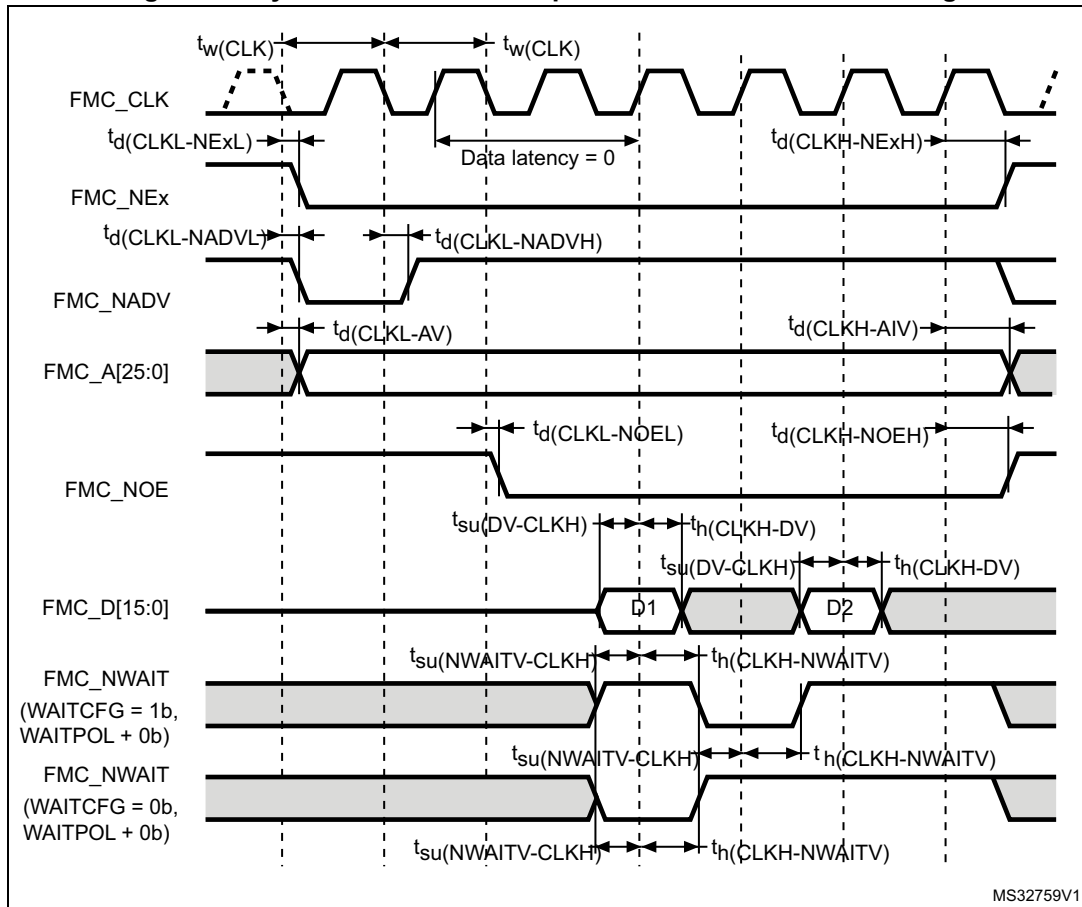 tw(CLK) tw(CLK)
FMC_CLK
td(CLKL-NExL) Data latency = 0 td(CLKH-NExH)
FMC_NEx
td(CLKL-NADVL) td(CLKL-NADVH)
FMC_NADV
td(CLKL-AV) td(CLKH-AIV)
FMC_A[25:0]
td(CLKL-NOEL) td(CLKH-NOEH)
FMC_NOE
tsu(DV-CLKH) th(CLKH-DV)
tsu(DV-CLKH) th(CLKH-DV)
FMC_D[15:0] D1 D2
tsu(NWAITV-CLKH) th(CLKH-NWAITV)
FMC_NWAIT
(WAITCFG = 1b,
WAITPOL + 0b)
tsu(NWAITV-CLKH) th(CLKH-NWAITV)
FMC_NWAIT
(WAITCFG = 0b,
WAITPOL + 0b)
tsu(NWAITV-CLKH) th(CLKH-NWAITV)
MS32759V1